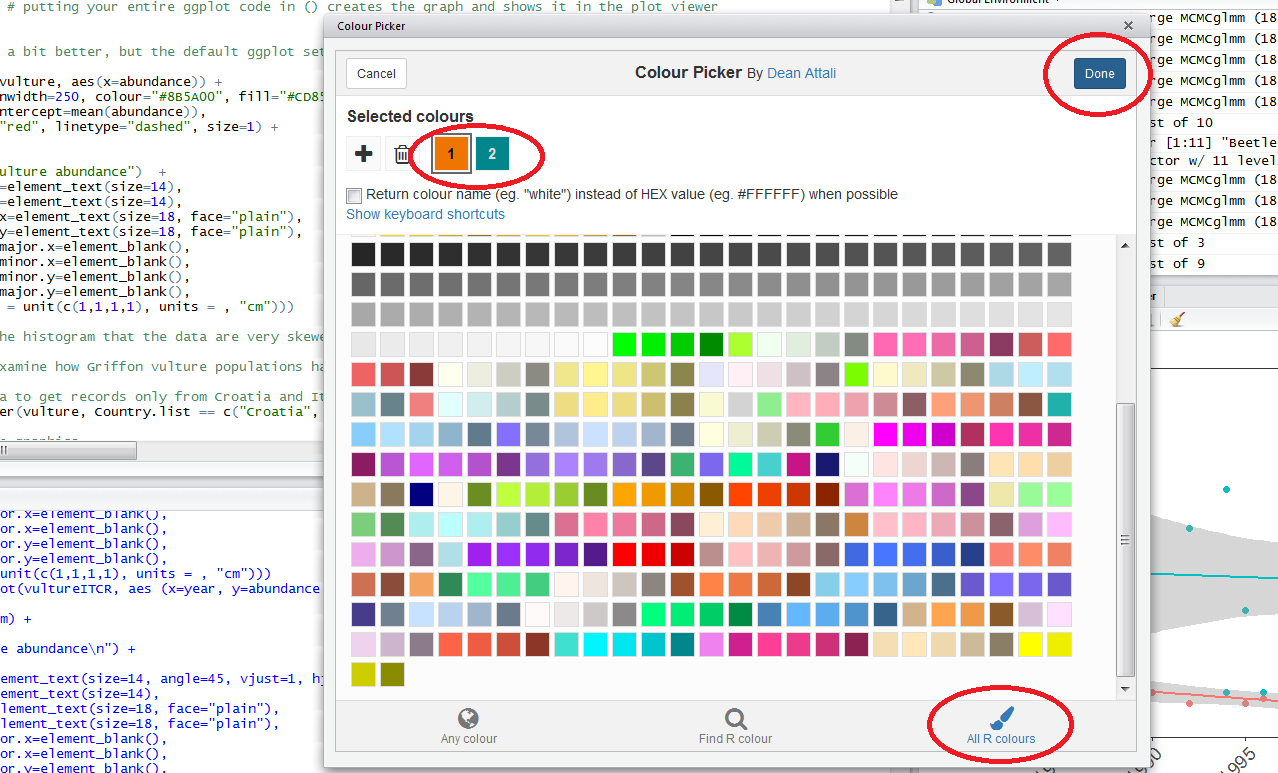 # putting your entire ggplot code in () creates the graph and shows it in the plot viewer
a bit better, but the default ggplot set
vulture, aes(x=abundance)) +
nwidth=250, colour="#8B5A00", fill="#CD85
ntercept=mean(abundance)),
"red", linetype="dashed", size=1) +
ulture abundance") +
=element_text(size=14),
=element_text(size=14),
x=element_text(size=18, face="plain"),
y=element_text(size=18, face="plain"),
major.x=element_blank(),
minor.x=element_blank(),
minor.y=element_blank(),
major.y=element_blank(),
= unit(c(1,1,1,1), units = , "cm")))
he histogram that the data are very skewe
xamine how Griffon vulture populations ha
a to get records only from Croatia and It
er(vulture, Country.list == c("Croatia",
or.x=element_blank(),
or.x=element_blank(),
or.y=element_blank(),
or.y=element_blank(),
unit(c(1,1,1,1), units = , "cm")))
ot(vultureITCR, aes (x=year, y=abundance
m) +
e abundance\n") +
ement_text(size=14, angle=45, vjust=1, hj
ement_text(size=14),
lement_text(size=18, face="plain"),
lement_text(size=18, face="plain"),
or.x=element_blank(),
or.x=element_blank(),
or.y=element_blank(),
Colour Picker
Cancel
Colour Picker By Dean Attali
Done
Selected colours
1 2
Return colour name (eg. "white") instead of HEX value (eg. #FFFFFF) when possible
Show keyboard shortcuts
Any colour
Find R colour
All R colours
Global Environment
rge MCMCglmm (18
rge MCMCglmm (18
rge MCMCglmm (18
rge MCMCglmm (18
rge MCMCglmm (18
st of 10
r [1:11] "Beetle
ctor w/ 11 level
rge MCMCglmm (18
rge MCMCglmm (18
rge MCMCglmm (18
st of 3
st of 9
er
995